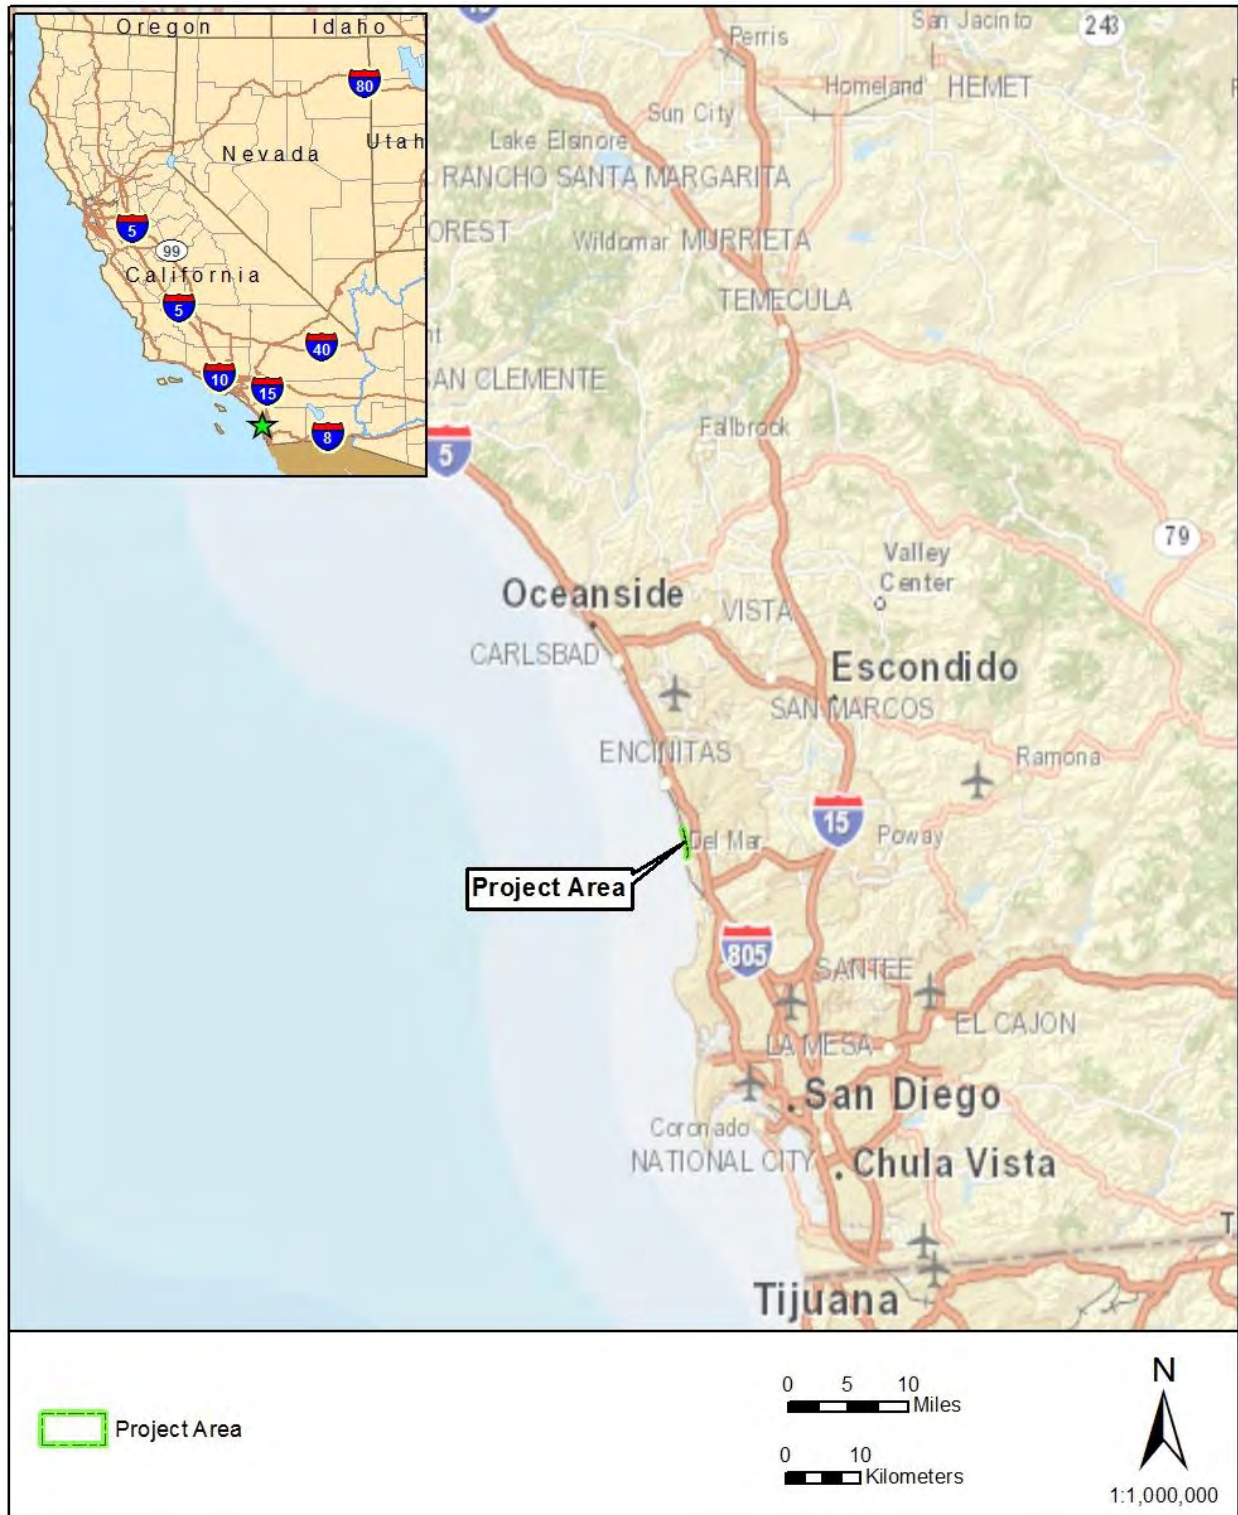 Oregon
Idaho
80
Utah
Nevada
5
99
California
5
40
10
15
8
15
Perris
San Jacinto
243
Homeland
HEMET
Sun City
Lake Elsinore
RANCHO SANTA MARGARITA
OREST
Wildomar
MURRIETA
TEMECULA
nt
SAN CLEMENTE
Fallbrook
5
79
Valley
Center
Oceanside
VISTA
CARLSBAD
Escondido
SAN MARCOS
ENCINITAS
Ramona
15
Del Mar
Poway
Project Area
805
SANTEE
EL CAJON
LA MESA
San Diego
Coronado
NATIONAL CITY
Chula Vista
T
Tijuana
Project Area
0 5 10
Miles
0 10
Kilometers
N
1:1,000,000